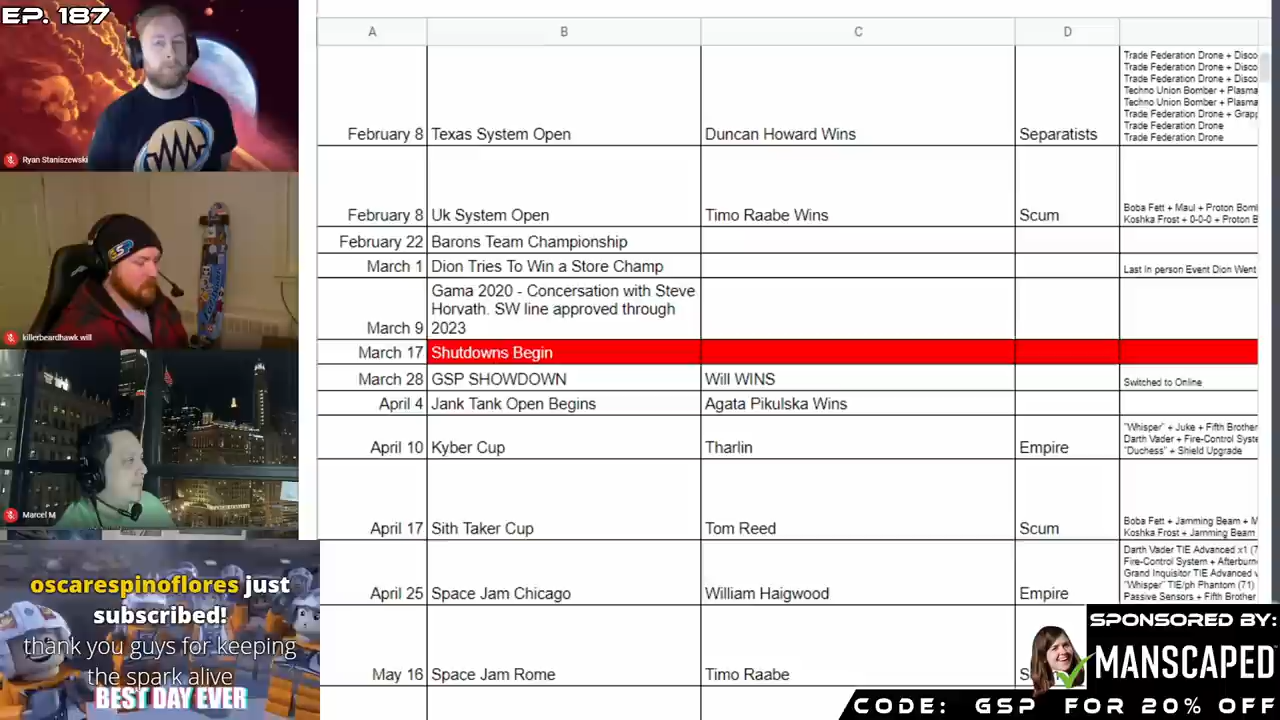 EP. 187
Ryan Staniszewski
killerbeardhawk will
Marcel M
oscarespinoflores just
subscribed!
thank you guys for keeping
the spark alive
BEST DAY EVER
A B C D
Trade Federation Drone + Disco
Trade Federation Drone + Disco
Trade Federation Drone + Disco
Techno Union Bomber + Plasma
Techno Union Bomber + Plasma
Trade Federation Drone + Grapp
Trade Federation Drone
Trade Federation Drone
February 8 Texas System Open Duncan Howard Wins Separatists
Boba Fett + Maul + Proton Bomb
Koshka Frost + 0-0-0 + Proton B
February 8 Uk System Open Timo Raabe Wins Scum
February 22 Barons Team Championship
March 1 Dion Tries To Win a Store Champ Last In person Event Dion Went
Gama 2020 - Concersation with Steve
Horvath. SW line approved through
March 9 2023
March 17 Shutdowns Begin
March 28 GSP SHOWDOWN Will WINS Switched to Online
April 4 Jank Tank Open Begins Agata Pikulska Wins
"Whisper" + Juke + Fifth Brother
Darth Vader + Fire-Control Syste
"Duchess" + Shield Upgrade
April 10 Kyber Cup Tharlin Empire
Boba Fett + Jamming Beam + M
Koshka Frost + Jamming Beam
April 17 Sith Taker Cup Tom Reed Scum
Darth Vader TIE Advanced x1 (7
Fire-Control System + Afterburn
Grand Inquisitor TIE Advanced v
"Whisper" TIE/ph Phantom (71)
Passive Sensors + Fifth Brother
April 25 Space Jam Chicago William Haigwood Empire
May 16 Space Jam Rome Timo Raabe S
SPONSORED BY:
MANSCAPED
CODE: GSP FOR 20% OFF